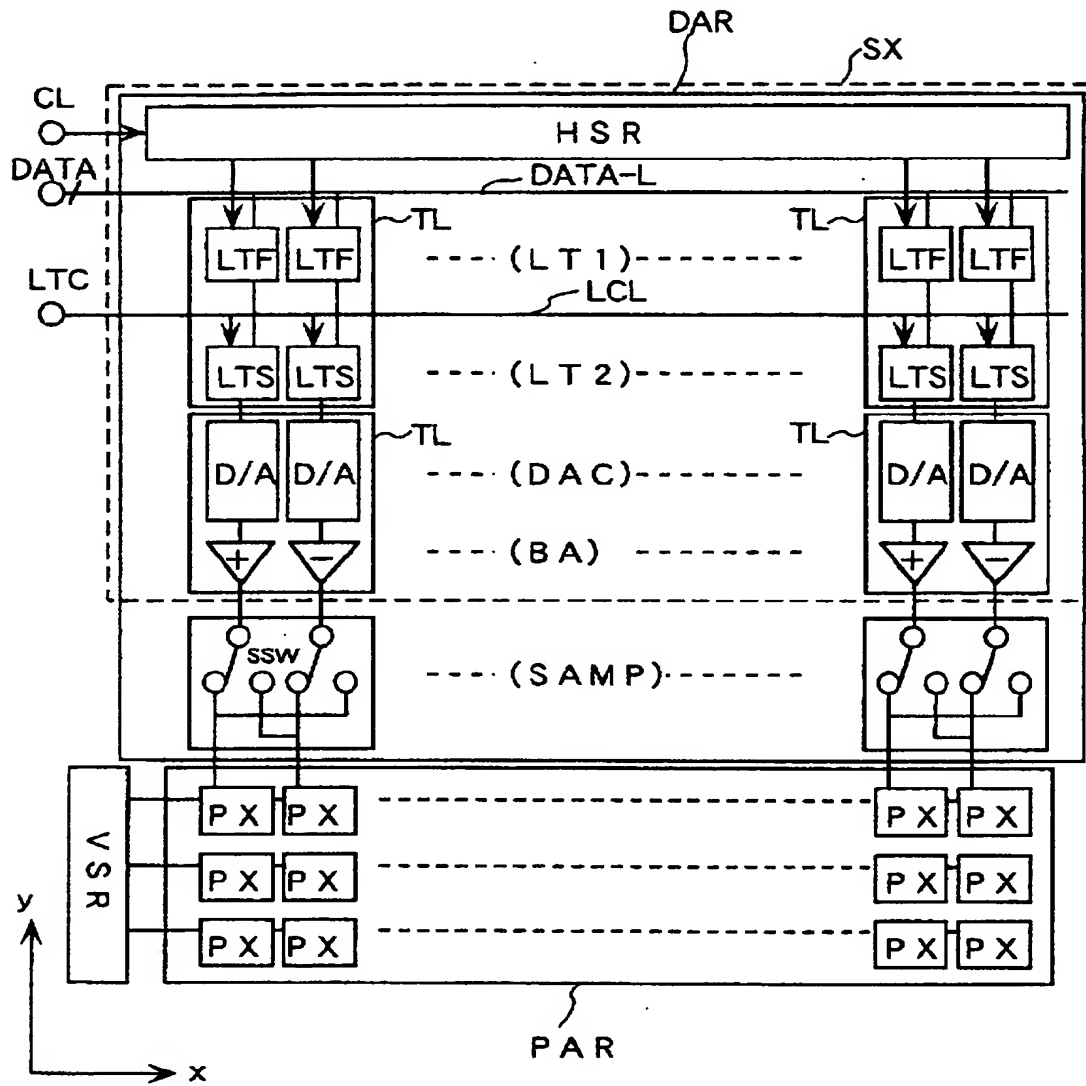 DAR
SX
CL
HSR
DATA
DATA-L
TL TL
LTF LTF (LT1) LTF LTF
LTC
LCL
LTS LTS (LT2) LTS LTS
TL TL
D/A D/A (DAC) D/A D/A
+ − (BA) + −
SSW (SAMP)
VSR
PX PX PX PX
PX PX PX PX
PX PX PX PX
y
x
PAR